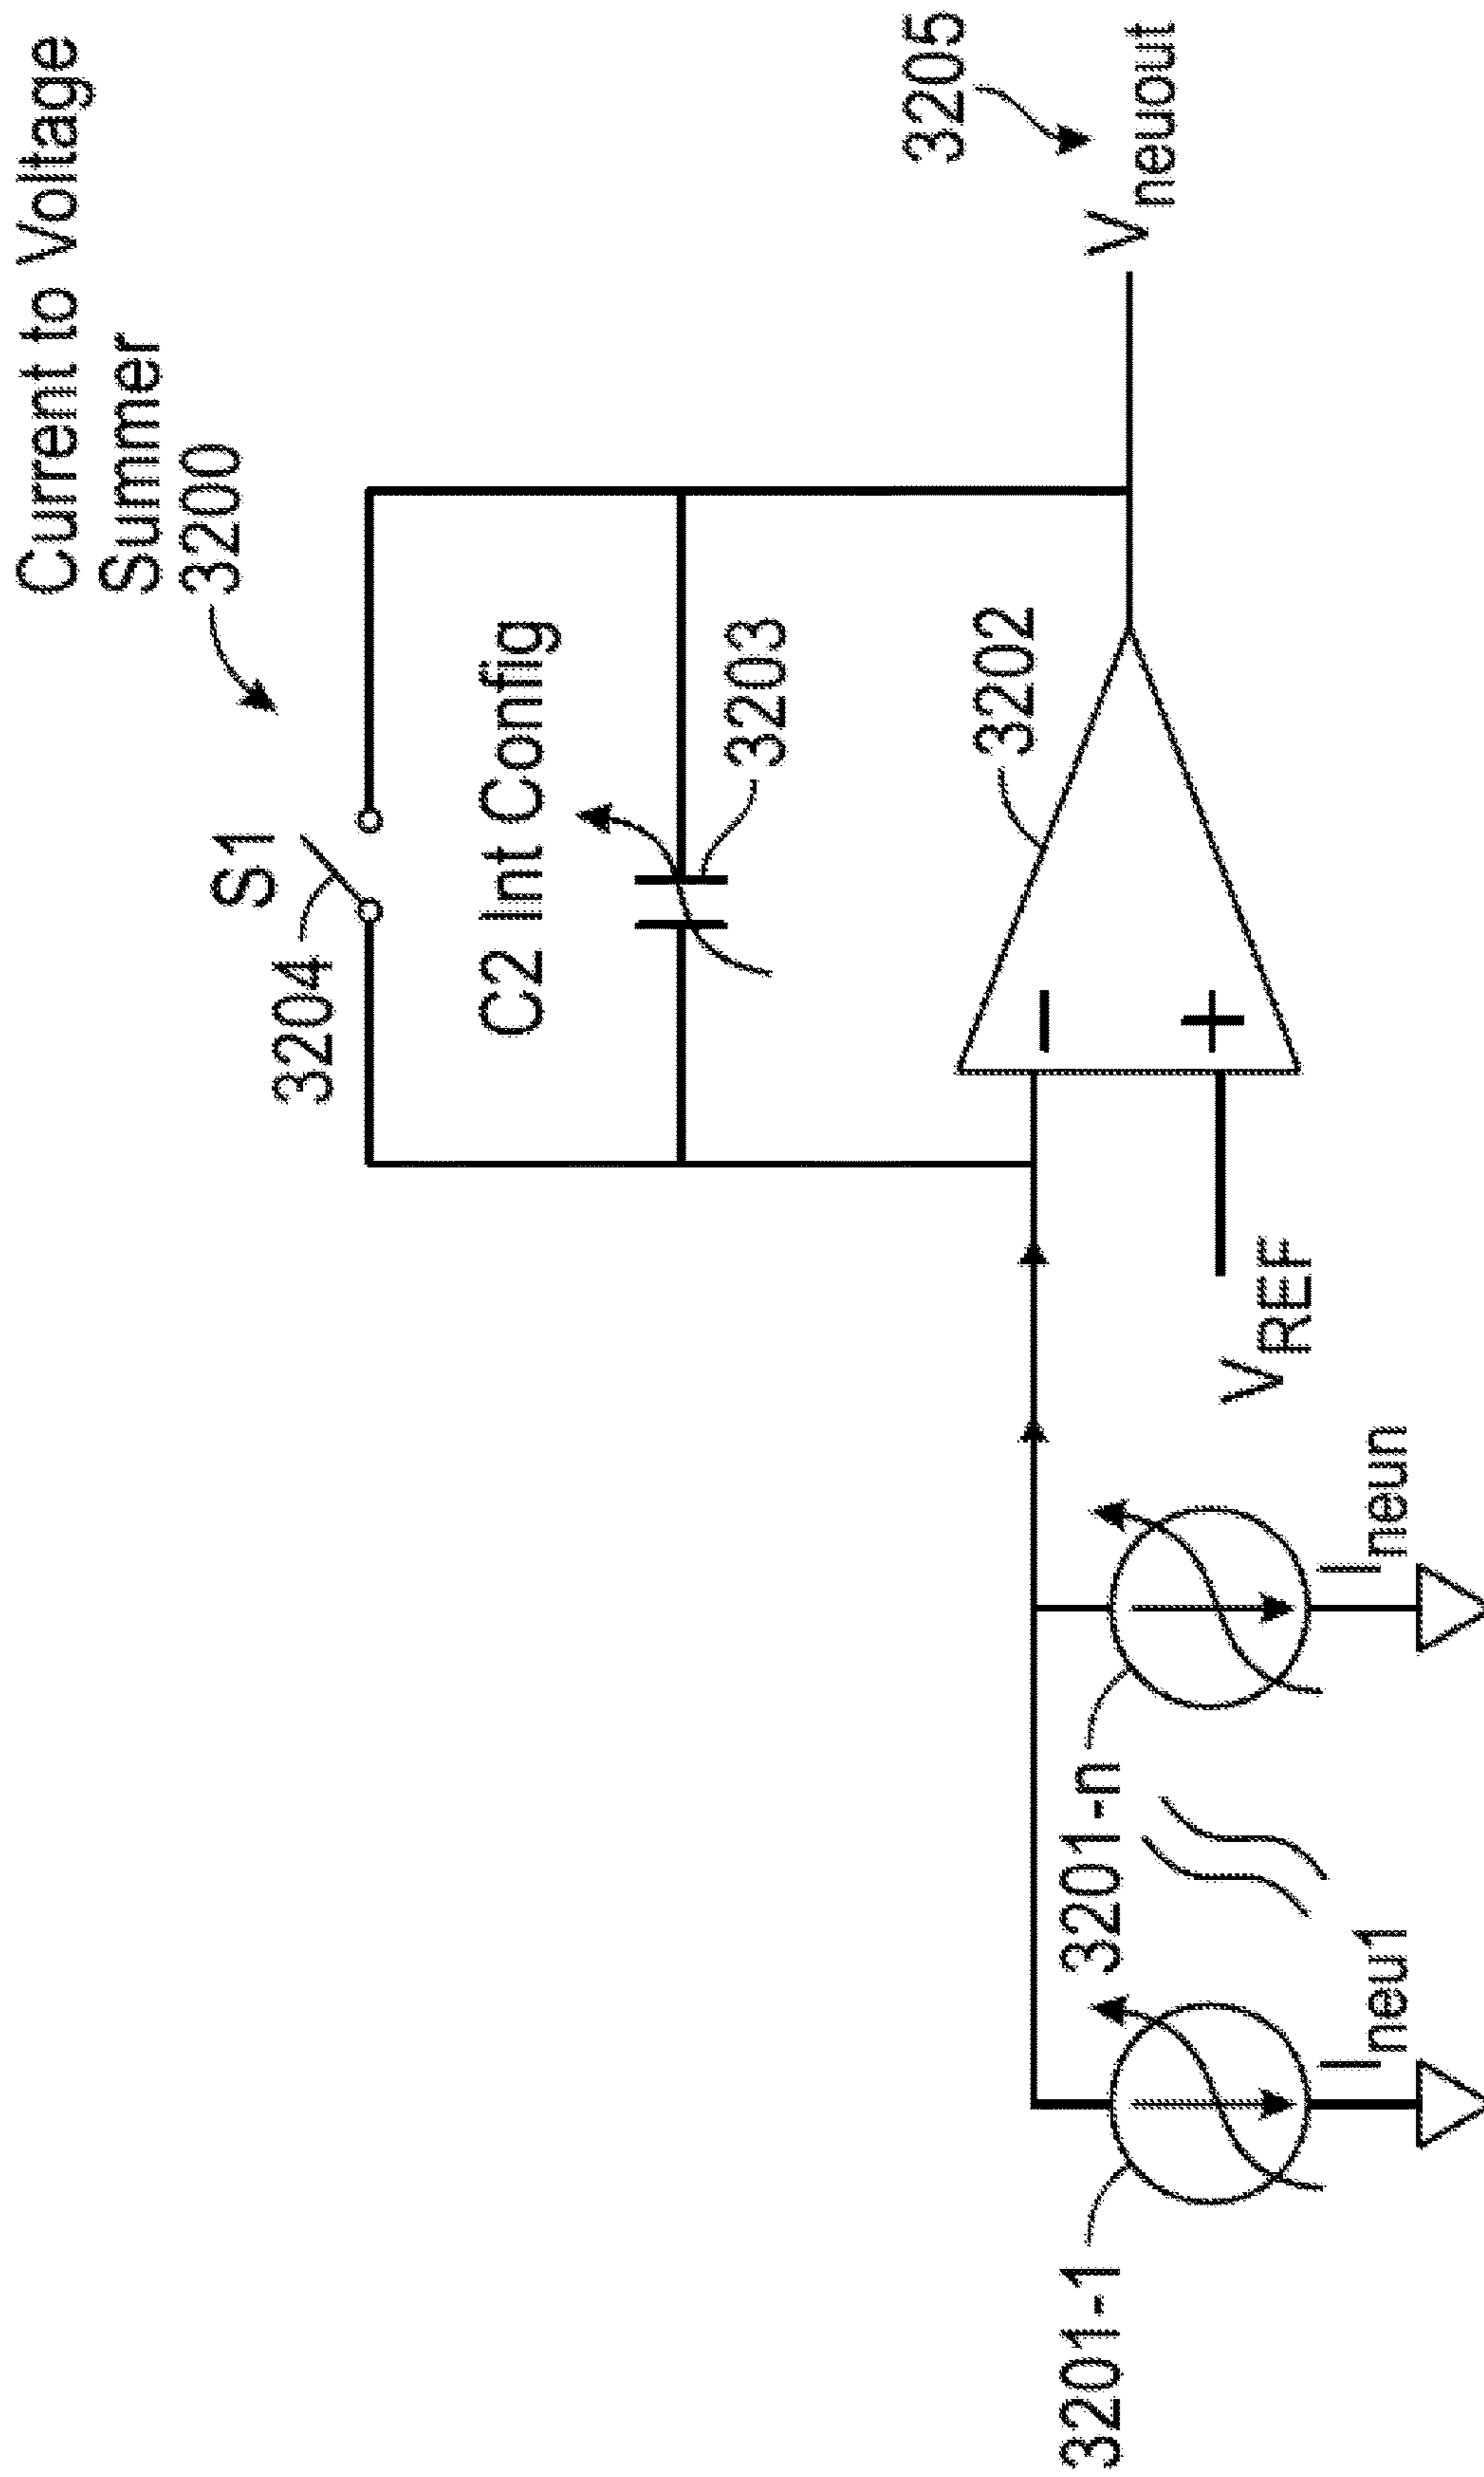 Current to Voltage
Summer
3200
S1
3204
C2 Int Config
3203
3202
3205
Vneuout
−
+
VREF
3201-1
3201-n
Ineu1
Ineun